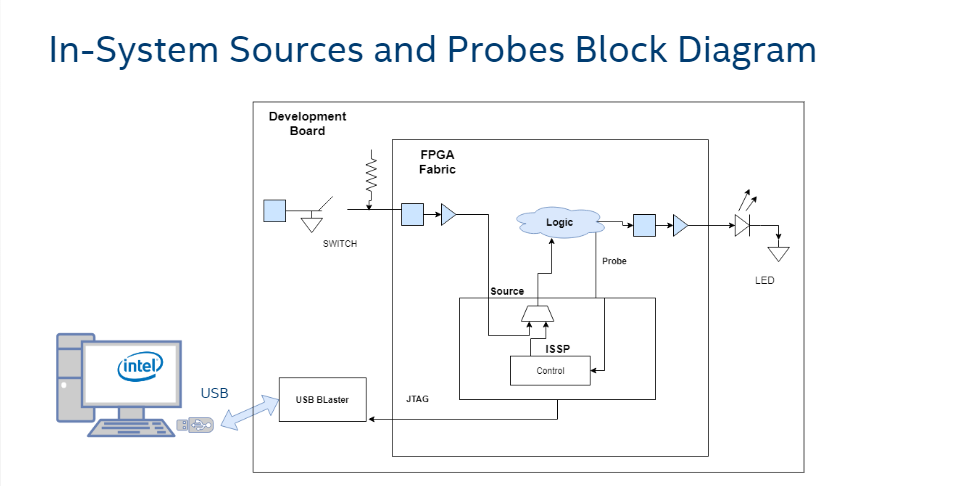 In-System Sources and Probes Block Diagram
Development
Board
FPGA
Fabric
SWITCH
Logic
Probe
LED
Source
ISSP
Control
intel
USB
USB BLaster
JTAG